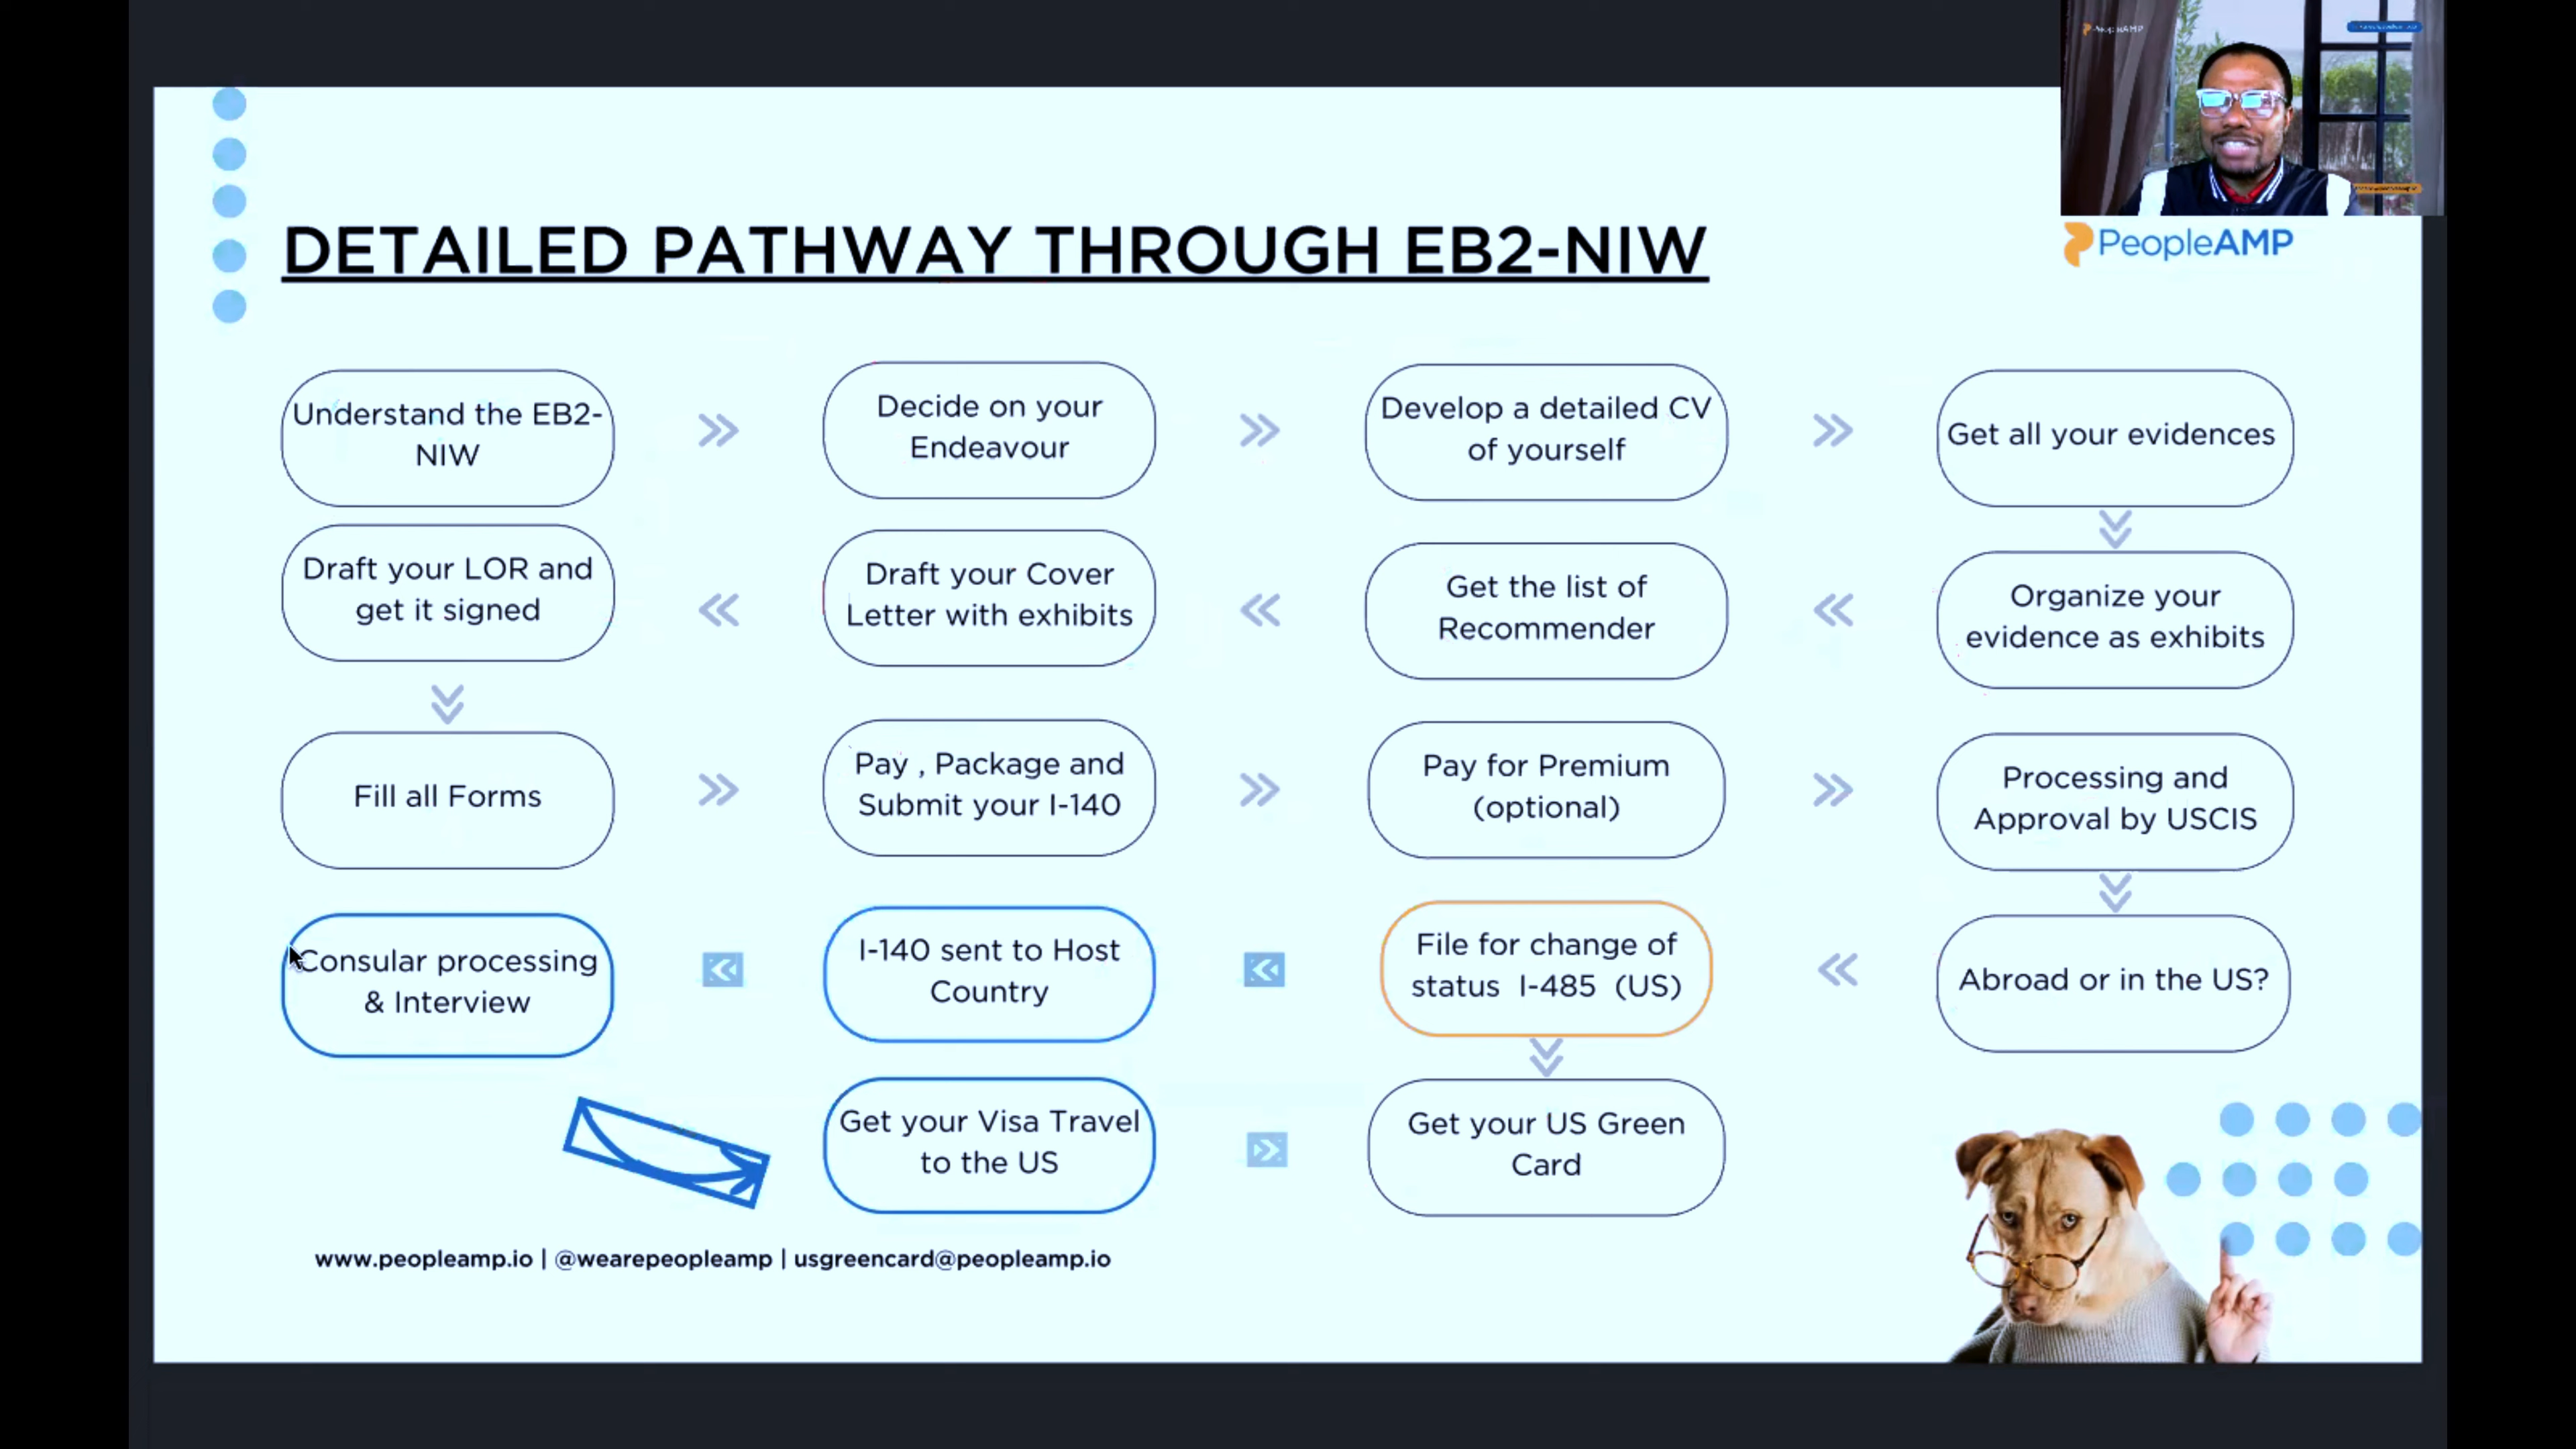 DETAILED PATHWAY THROUGH EB2-NIW
PeopleAMP
Understand the EB2-
NIW
Decide on your
Endeavour
Develop a detailed CV
of yourself
Get all your evidences
Draft your LOR and
get it signed
Draft your Cover
Letter with exhibits
Get the list of
Recommender
Organize your
evidence as exhibits
Fill all Forms
Pay , Package and
Submit your I-140
Pay for Premium
(optional)
Processing and
Approval by USCIS
Consular processing
& Interview
I-140 sent to Host
Country
File for change of
status I-485 (US)
Abroad or in the US?
Get your Visa Travel
to the US
Get your US Green
Card
www.peopleamp.io | @wearepeopleamp | usgreencard@peopleamp.io